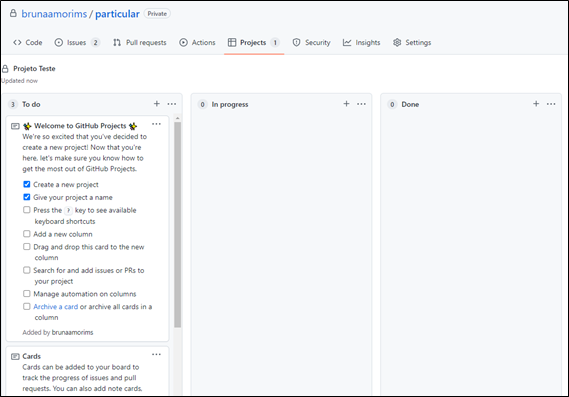 brunaamorims / particular Private
Code Issues 2 Pull requests Actions Projects 1 Security Insights Settings
Projeto Teste
Updated now
3 To do + ...
✨ Welcome to GitHub Projects ✨ ...
We're so excited that you've decided to
create a new project! Now that you're
here, let's make sure you know how to
get the most out of GitHub Projects.
Create a new project
Give your project a name
Press the ? key to see available
keyboard shortcuts
Add a new column
Drag and drop this card to the new
column
Search for and add issues or PRs to
your project
Manage automation on columns
Archive a card or archive all cards in a
column
Added by brunaamorims
Cards ...
Cards can be added to your board to
track the progress of issues and pull
requests. You can also add note cards,
0 In progress + ...
0 Done + ...